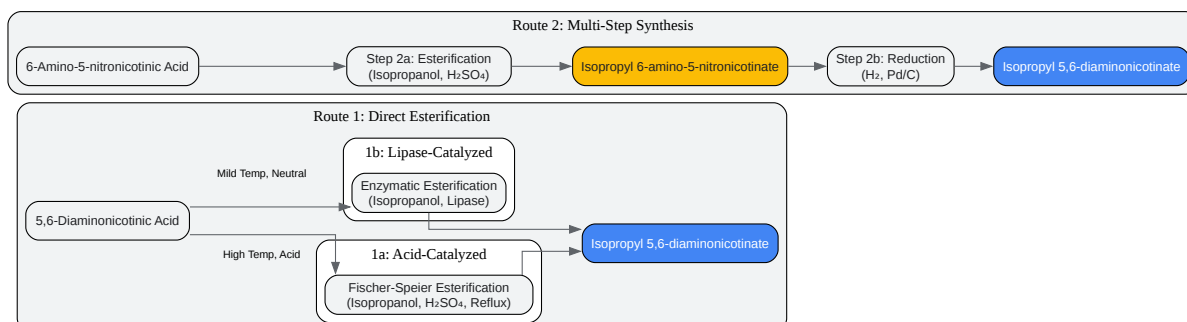 Route 2: Multi-Step Synthesis
6-Amino-5-nitronicotinic Acid
Step 2a: Esterification
(Isopropanol, H₂SO₄)
Isopropyl 6-amino-5-nitronicotinate
Step 2b: Reduction
(H₂, Pd/C)
Isopropyl 5,6-diaminonicotinate
Route 1: Direct Esterification
1b: Lipase-Catalyzed
Mild Temp, Neutral
Enzymatic Esterification
(Isopropanol, Lipase)
5,6-Diaminonicotinic Acid
Isopropyl 5,6-diaminonicotinate
High Temp, Acid
1a: Acid-Catalyzed
Fischer-Speier Esterification
(Isopropanol, H₂SO₄, Reflux)